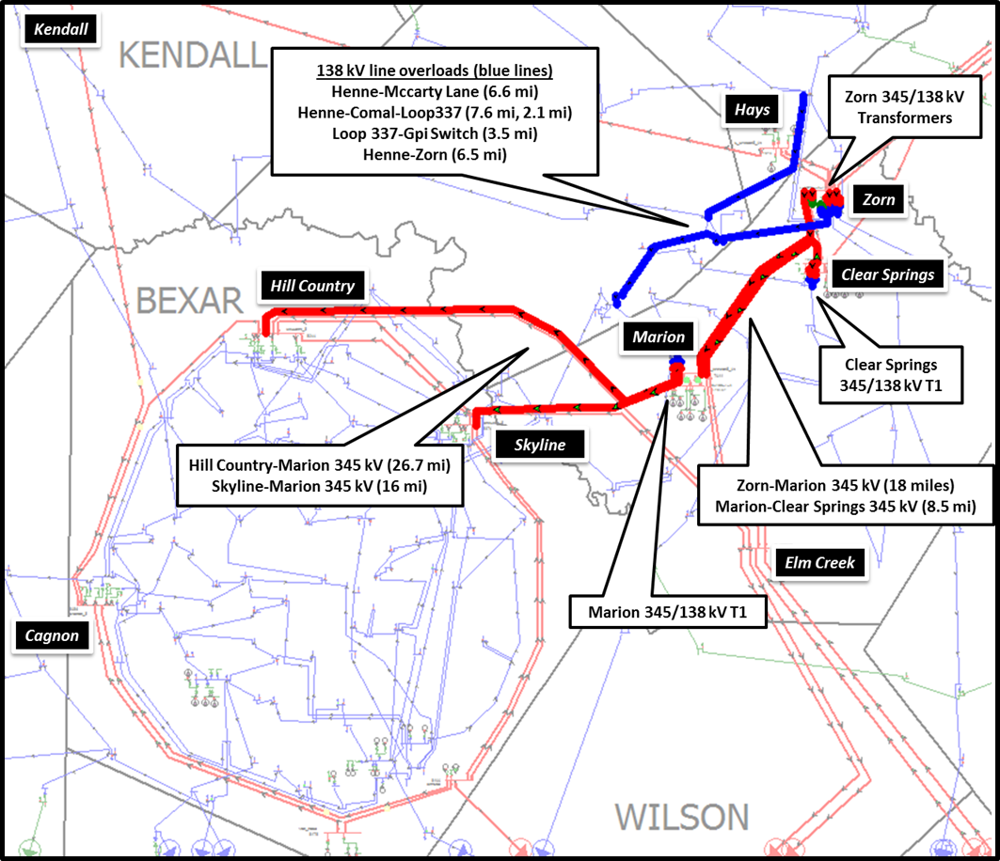 Kendall
KENDALL
138 kV line overloads (blue lines)
Henne-Mccarty Lane (6.6 mi)
Henne-Comal-Loop337 (7.6 mi, 2.1 mi)
Loop 337-Gpi Switch (3.5 mi)
Henne-Zorn (6.5 mi)
Hays
Zorn 345/138 kV
Transformers
Zorn
Clear Springs
BEXAR
Hill Country
Marion
Clear Springs
345/138 kV T1
Skyline
Hill Country-Marion 345 kV (26.7 mi)
Skyline-Marion 345 kV (16 mi)
Zorn-Marion 345 kV (18 miles)
Marion-Clear Springs 345 kV (8.5 mi)
Elm Creek
Marion 345/138 kV T1
Cagnon
WILSON